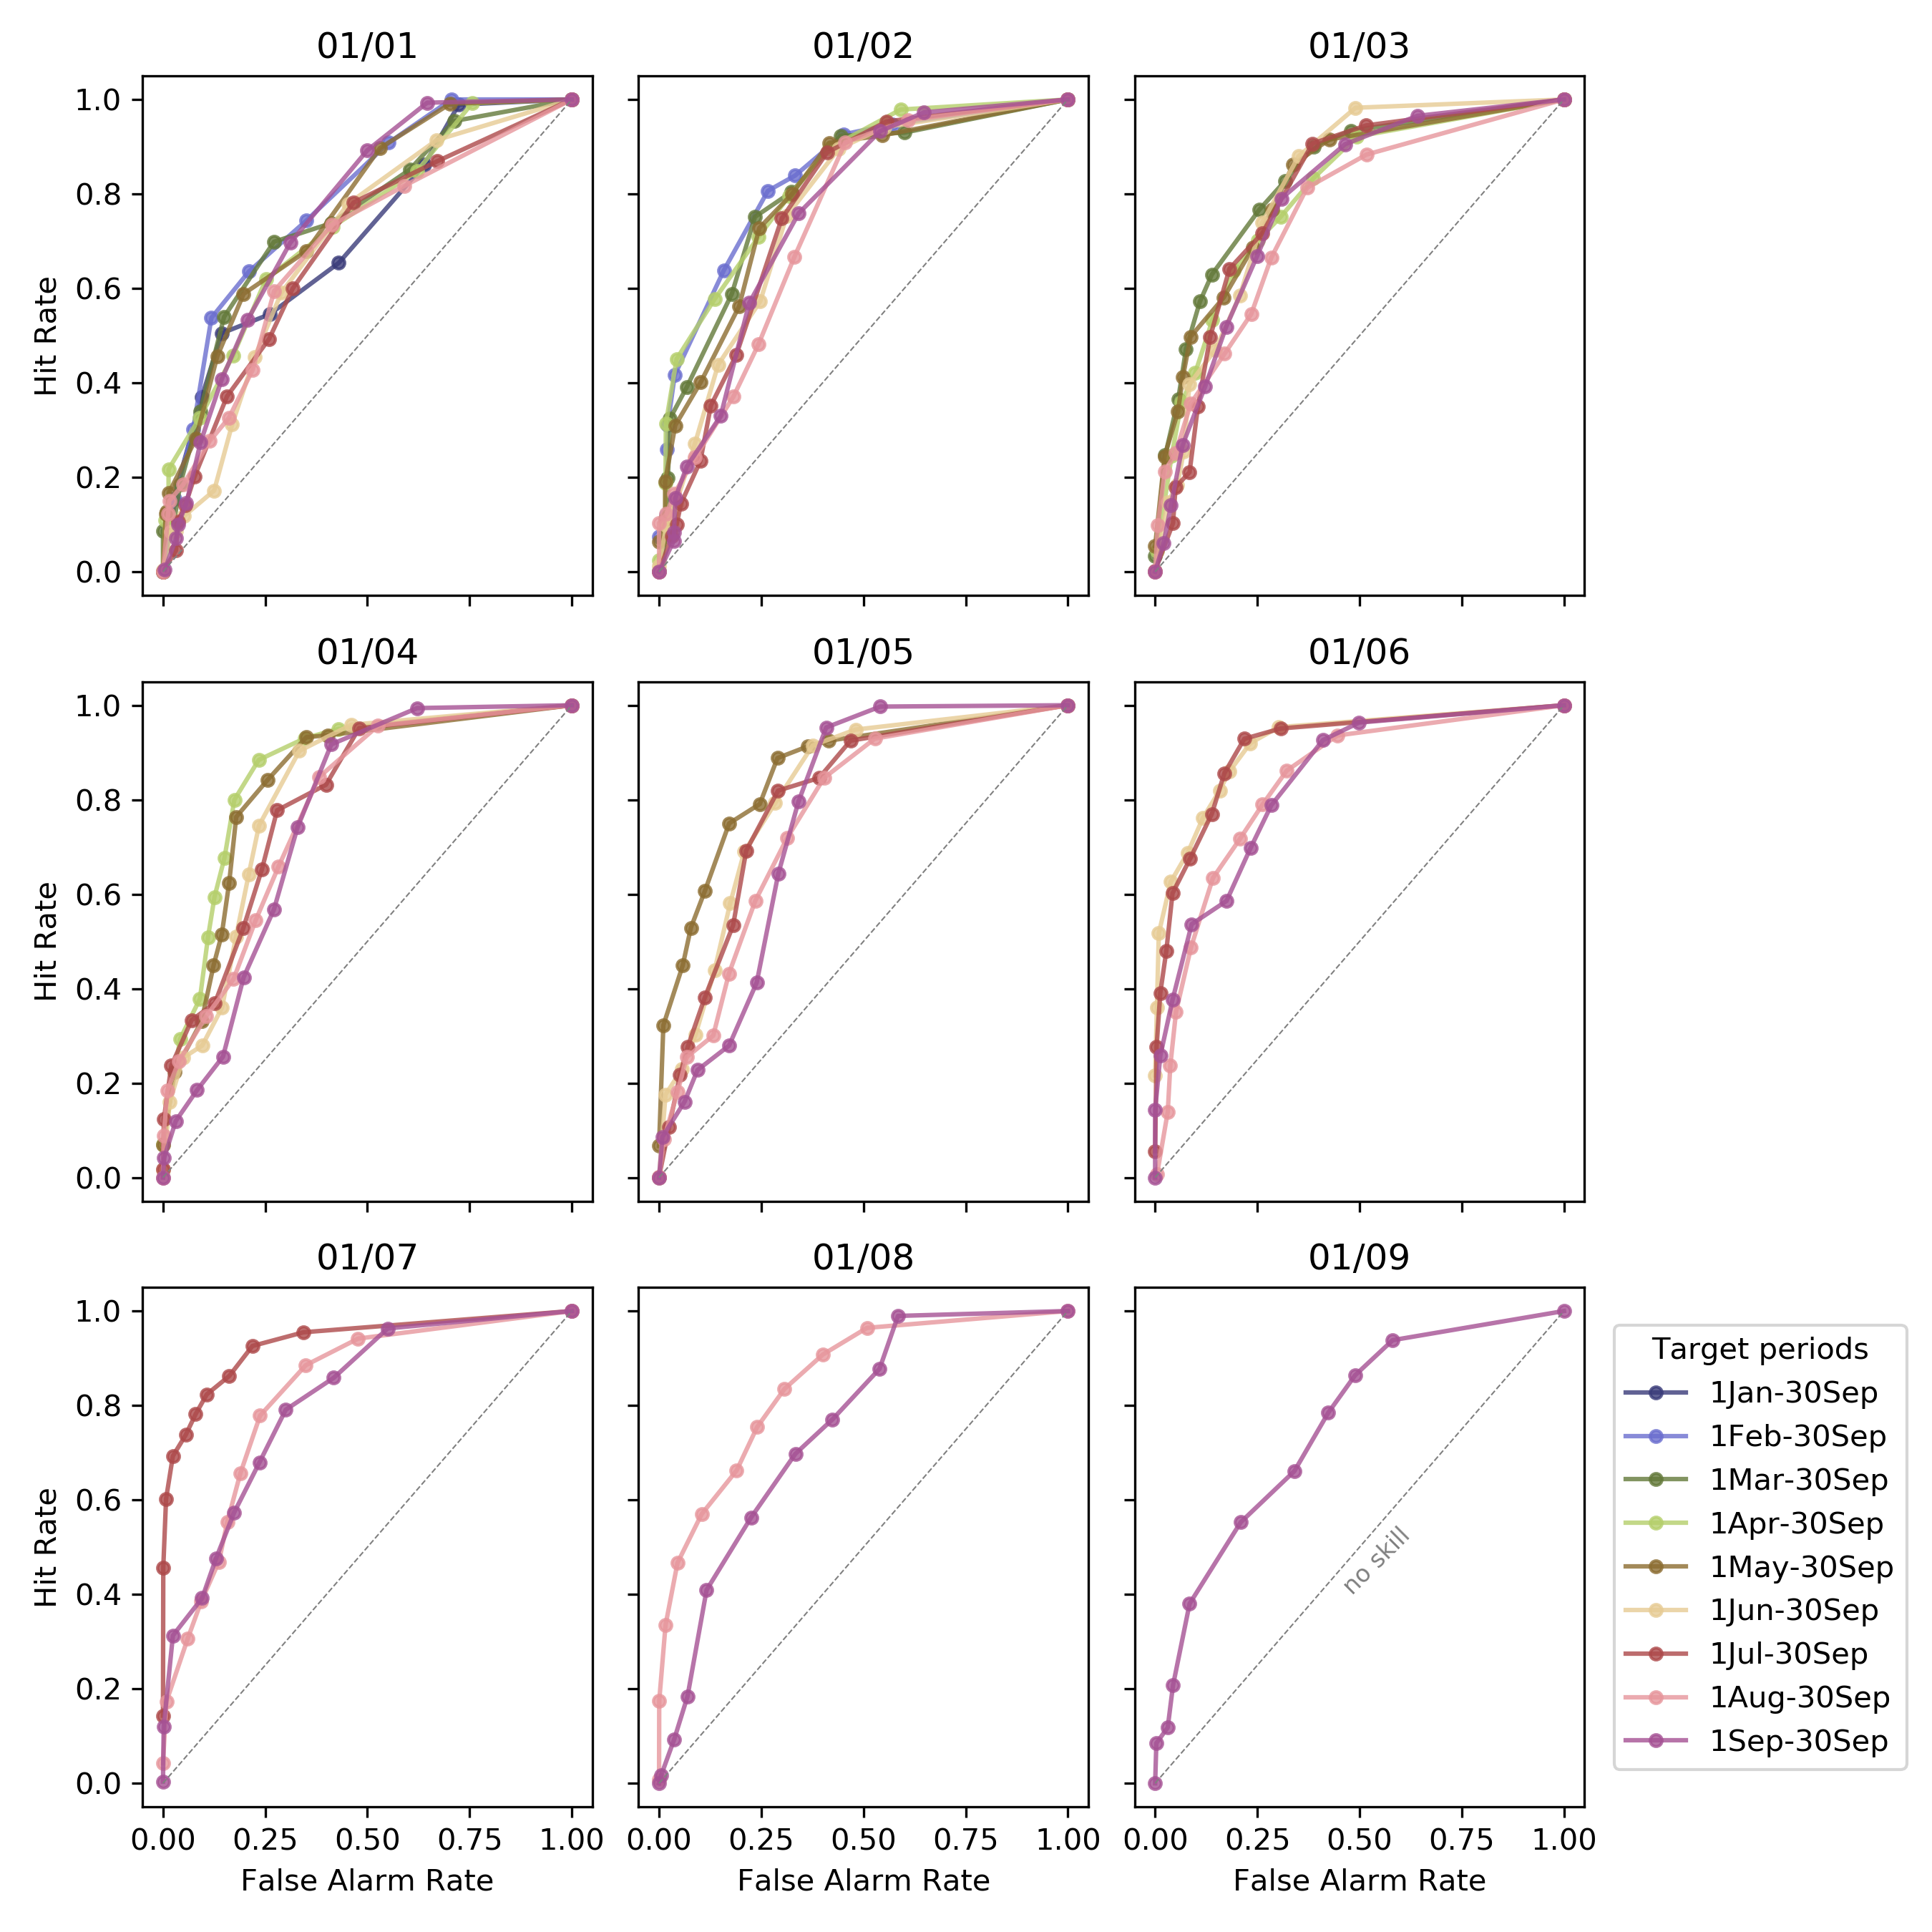 01/01
01/02
01/03
Hit Rate
1.0
0.8
0.6
0.4
0.2
0.0
01/04
01/05
01/06
Hit Rate
1.0
0.8
0.6
0.4
0.2
0.0
01/07
01/08
01/09
Hit Rate
1.0
0.8
0.6
0.4
0.2
0.0
no skill
0.00 0.25 0.50 0.75 1.00
0.00 0.25 0.50 0.75 1.00
0.00 0.25 0.50 0.75 1.00
False Alarm Rate
False Alarm Rate
False Alarm Rate
Target periods
1Jan-30Sep
1Feb-30Sep
1Mar-30Sep
1Apr-30Sep
1May-30Sep
1Jun-30Sep
1Jul-30Sep
1Aug-30Sep
1Sep-30Sep